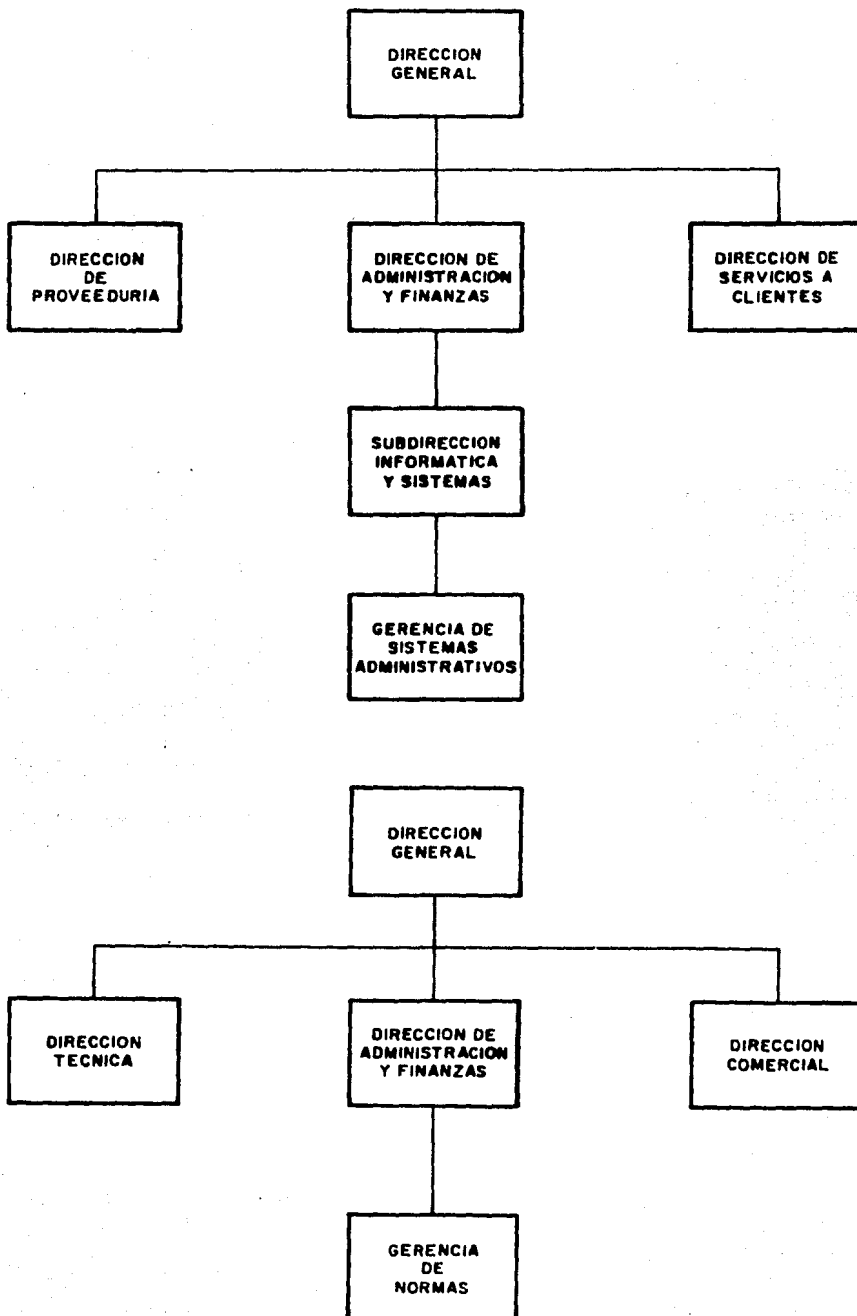 DIRECCION
GENERAL
DIRECCION
DE
PROVEEDURIA
DIRECCION DE
ADMINISTRACION
Y FINANZAS
DIRECCION DE
SERVICIOS A
CLIENTES
SUBDIRECCION
INFORMATICA
Y SISTEMAS
GERENCIA DE
SISTEMAS
ADMINISTRATIVOS
DIRECCION
GENERAL
DIRECCION
TECNICA
DIRECCION DE
ADMINISTRACION
Y FINANZAS
DIRECCION
COMERCIAL
GERENCIA
DE
NORMAS